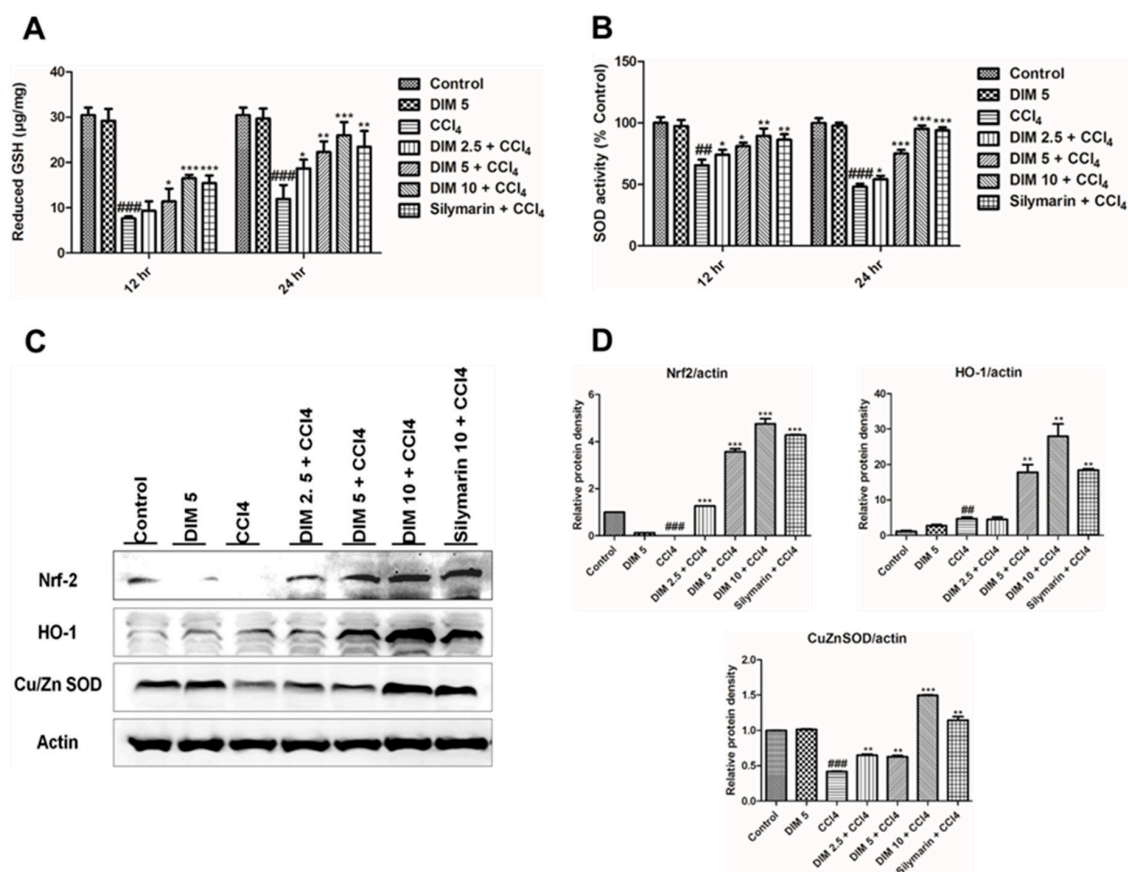 A
Reduced GSH (µg/mg)
40
30
20
10
0
###
*
***
***
###
*
**
***
**
12 hr
24 hr
Control
DIM 5
CCl4
DIM 2.5 + CCl4
DIM 5 + CCl4
DIM 10 + CCl4
Silymarin + CCl4
B
SOD activity (% Control)
150
100
50
0
##
*
*
**
**
###
*
***
***
***
12 hr
24 hr
Control
DIM 5
CCl4
DIM 2.5 + CCl4
DIM 5 + CCl4
DIM 10 + CCl4
Silymarin + CCl4
C
Control
DIM 5
CCl4
DIM 2. 5 + CCl4
DIM 5 + CCl4
DIM 10 + CCl4
Silymarin 10 + CCl4
Nrf-2
HO-1
Cu/Zn SOD
Actin
D
Nrf2/actin
Relative protein density
6
4
2
0
###
***
***
***
***
Control
DIM 5
CCl4
DIM 2.5 + CCl4
DIM 5 + CCl4
DIM 10 + CCl4
Silymarin + CCl4
HO-1/actin
Relative protein density
40
30
20
10
0
##
**
**
**
Control
DIM 5
CCl4
DIM 2.5 + CCl4
DIM 5 + CCl4
DIM 10 + CCl4
Silymarin + CCl4
CuZnSOD/actin
Relative protein density
2.0
1.5
1.0
0.5
0.0
###
**
**
***
**
Control
DIM 5
CCl4
DIM 2.5 + CCl4
DIM 5 + CCl4
DIM 10 + CCl4
Silymarin + CCl4